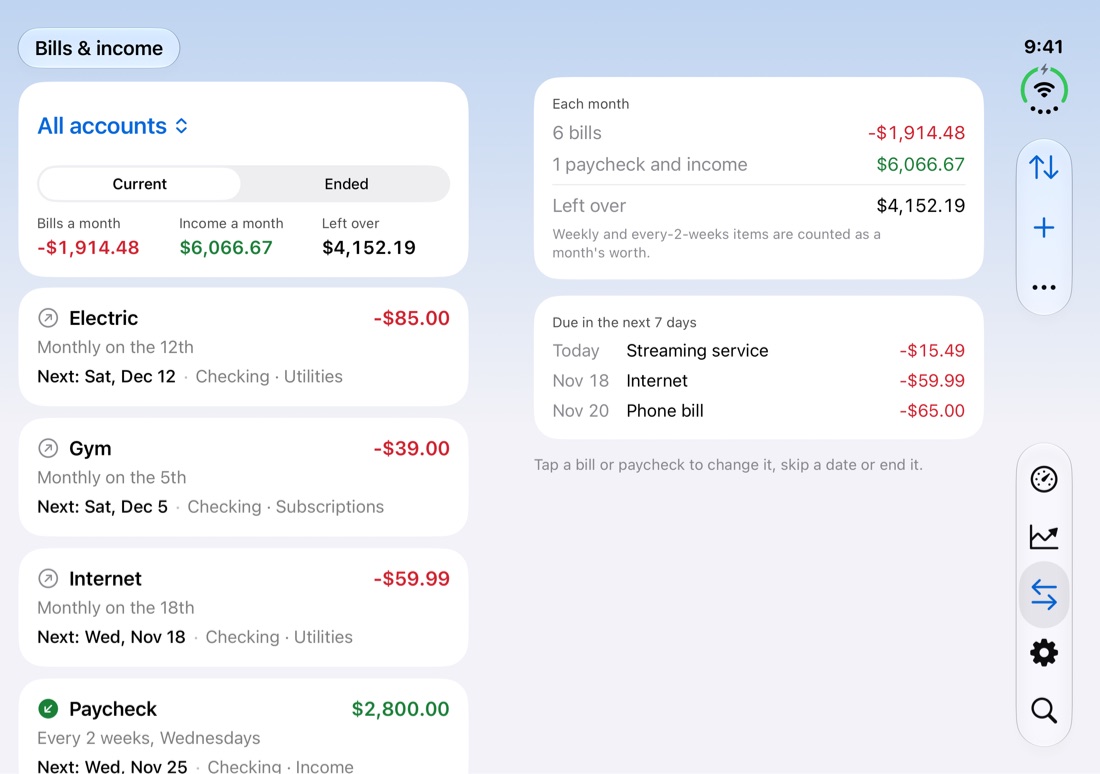 Bills & income
9:41
All accounts
Current
Ended
Bills a month
Income a month
Left over
-$1,914.48
$6,066.67
$4,152.19
Electric
-$85.00
Monthly on the 12th
Next: Sat, Dec 12 · Checking · Utilities
Gym
-$39.00
Monthly on the 5th
Next: Sat, Dec 5 · Checking · Subscriptions
Internet
-$59.99
Monthly on the 18th
Next: Wed, Nov 18 · Checking · Utilities
Paycheck
$2,800.00
Every 2 weeks, Wednesdays
Next: Wed, Nov 25 · Checking · Income
Each month
6 bills
-$1,914.48
1 paycheck and income
$6,066.67
Left over
$4,152.19
Weekly and every-2-weeks items are counted as a
month's worth.
Due in the next 7 days
Today Streaming service -$15.49
Nov 18 Internet -$59.99
Nov 20 Phone bill -$65.00
Tap a bill or paycheck to change it, skip a date or end it.